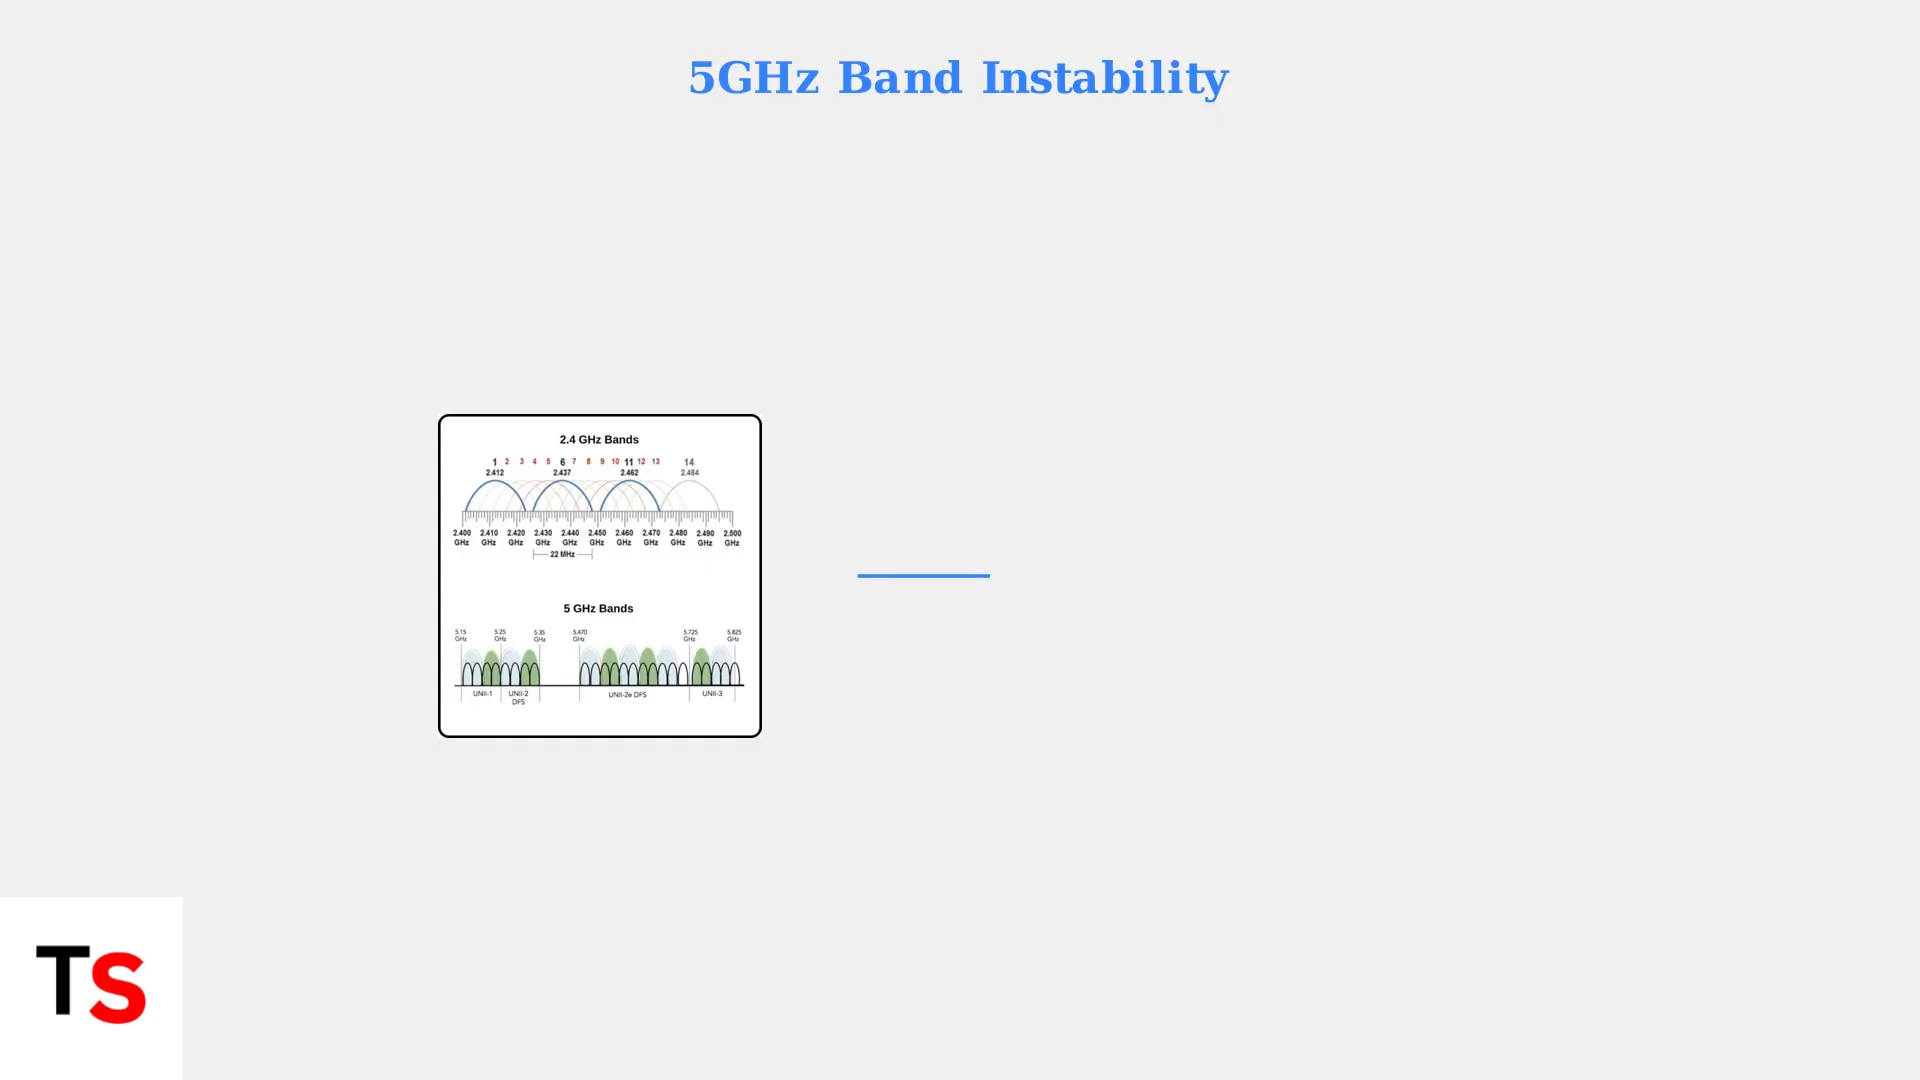 5GHz Band Instability
2.4 GHz Bands
1 2 3 4 5 6 7 8 9 10 11 12 13 14
2.412 2.437 2.462 2.484
2.400 2.410 2.420 2.430 2.440 2.450 2.460 2.470 2.480 2.490 2.500
GHz GHz GHz GHz GHz GHz GHz GHz GHz GHz GHz
22 MHz
5 GHz Bands
5.15 5.25 5.35 5.470 5.725 5.825
GHz GHz GHz GHz GHz GHz
UNII-1 UNII-2 UNII-2e DFS UNII-3
DFS
TS